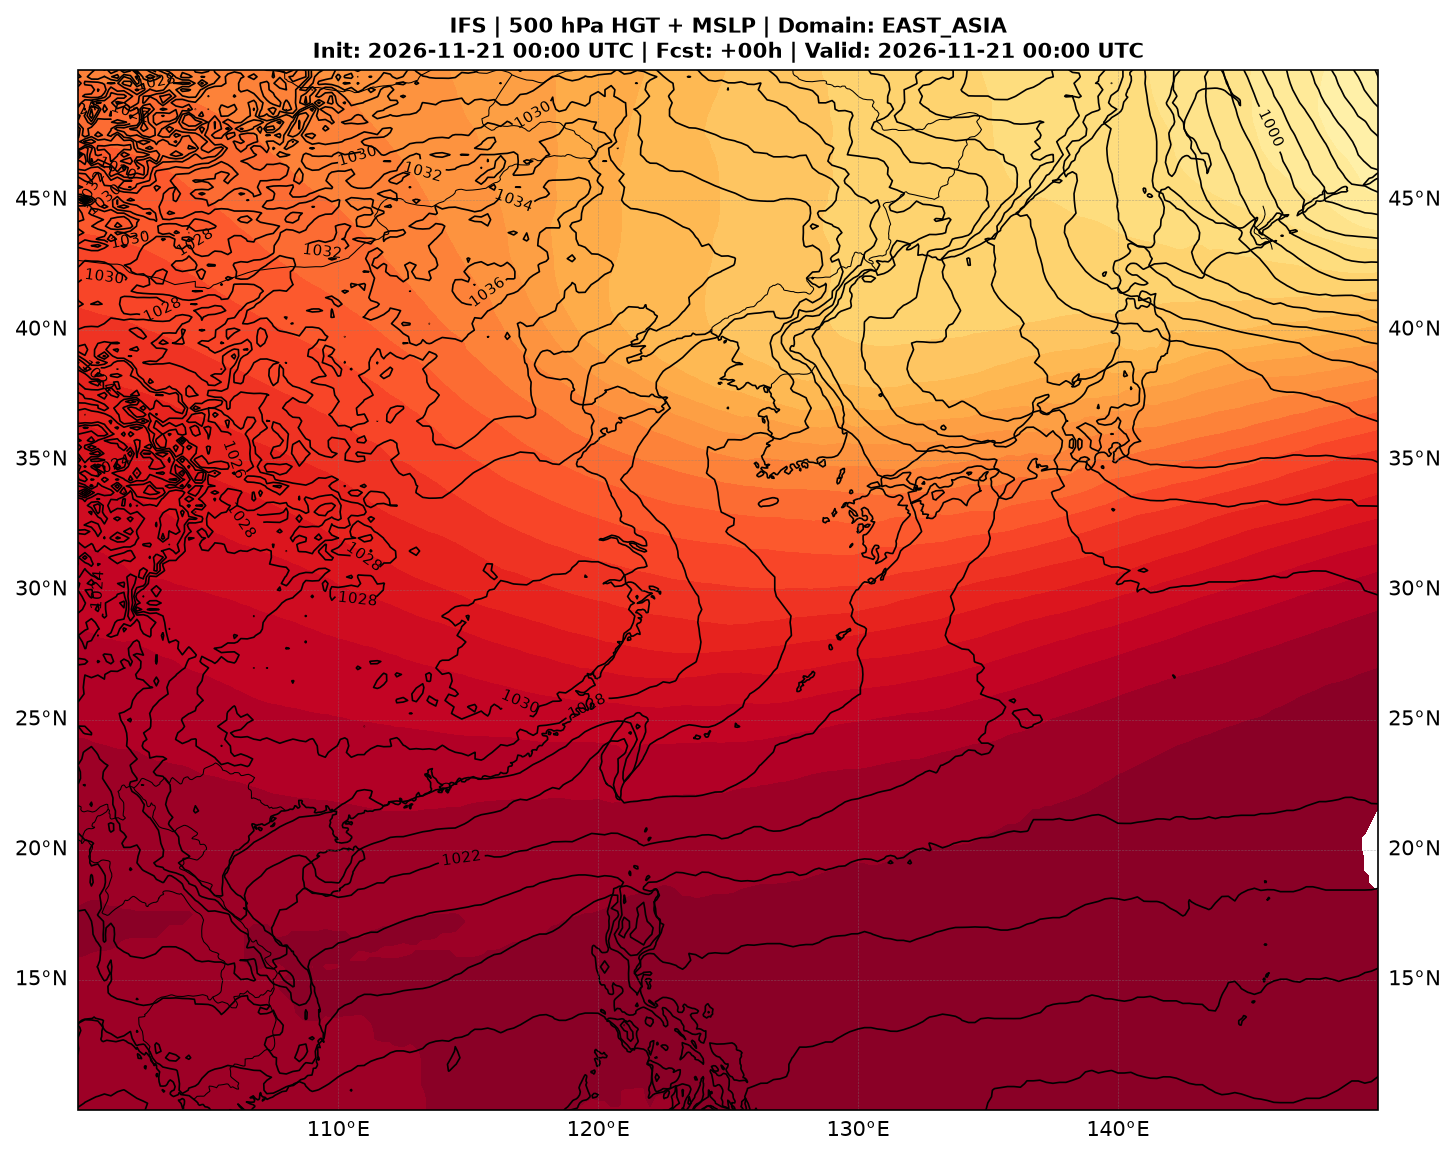 IFS | 500 hPa HGT + MSLP | Domain: EAST_ASIA
Init: 2026-11-21 00:00 UTC | Fcst: +00h | Valid: 2026-11-21 00:00 UTC
1030
1000
1030
1032
1034
45°N 45°N
1030 1028
1032
1030
1036
1028
40°N 40°N
35°N 35°N
1026
1028
1028
30°N 30°N
1024
1028
1030 1028
25°N 25°N
1022
20°N 20°N
15°N 15°N
110°E 120°E 130°E 140°E